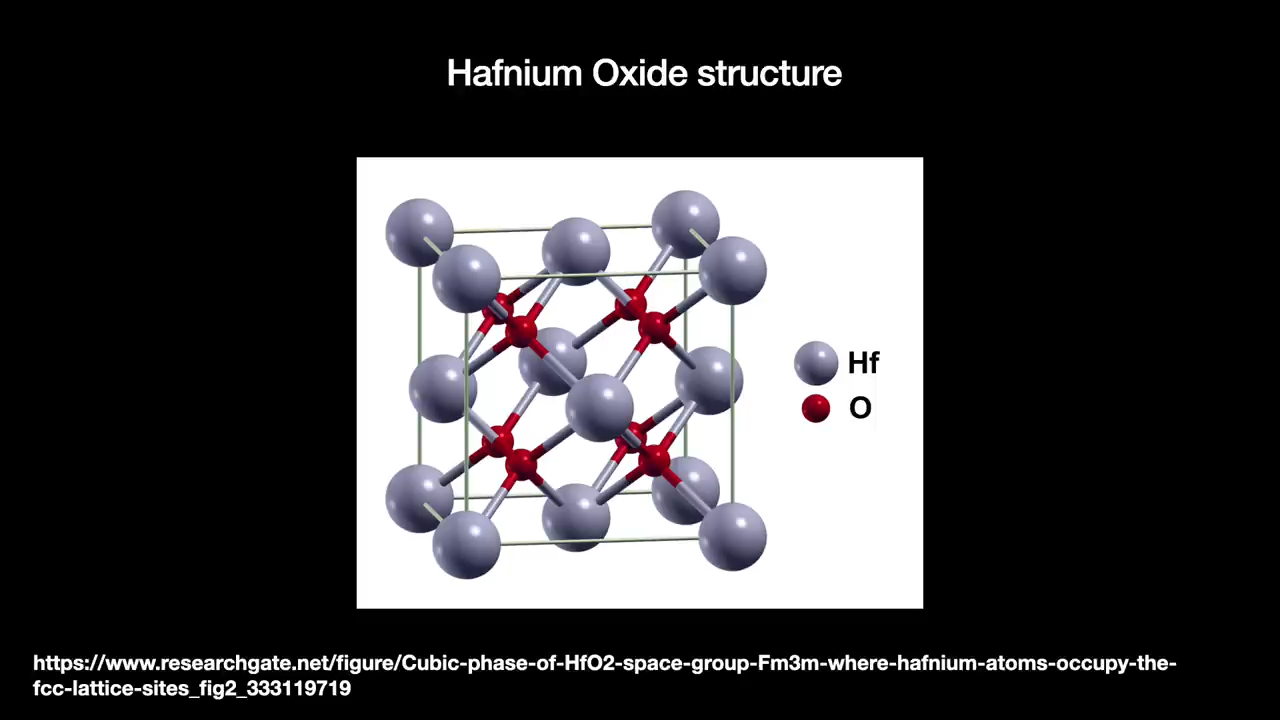 Hafnium Oxide structure
Hf
O
https://www.researchgate.net/figure/Cubic-phase-of-HfO2-space-group-Fm3m-where-hafnium-atoms-occupy-the-
fcc-lattice-sites_fig2_333119719